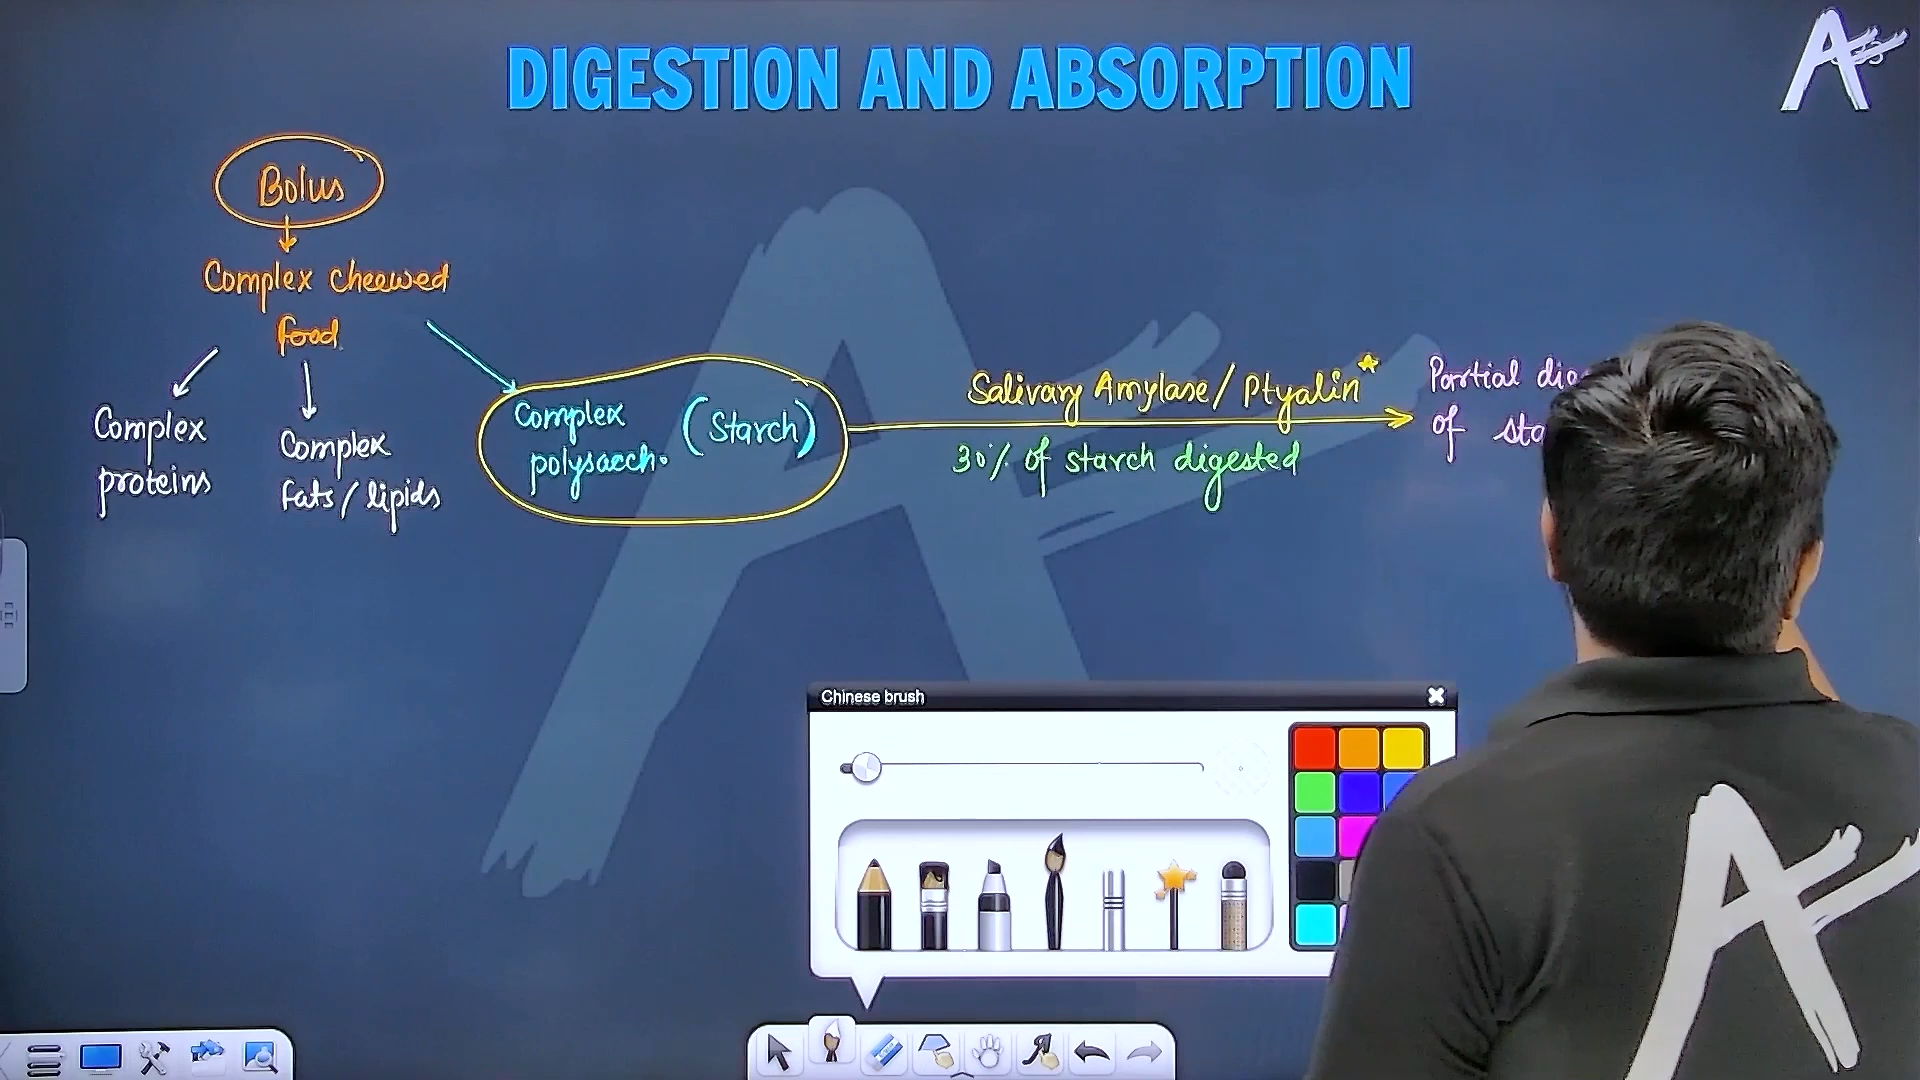 DIGESTION AND ABSORPTION
Bolus
Complex cheewed
food
Complex
proteins
Complex
fats/lipids
Complex
polysacch.
(Starch)
Salivary Amylase/Ptyalin*
30% of starch digested
Partial
of
Chinese brush